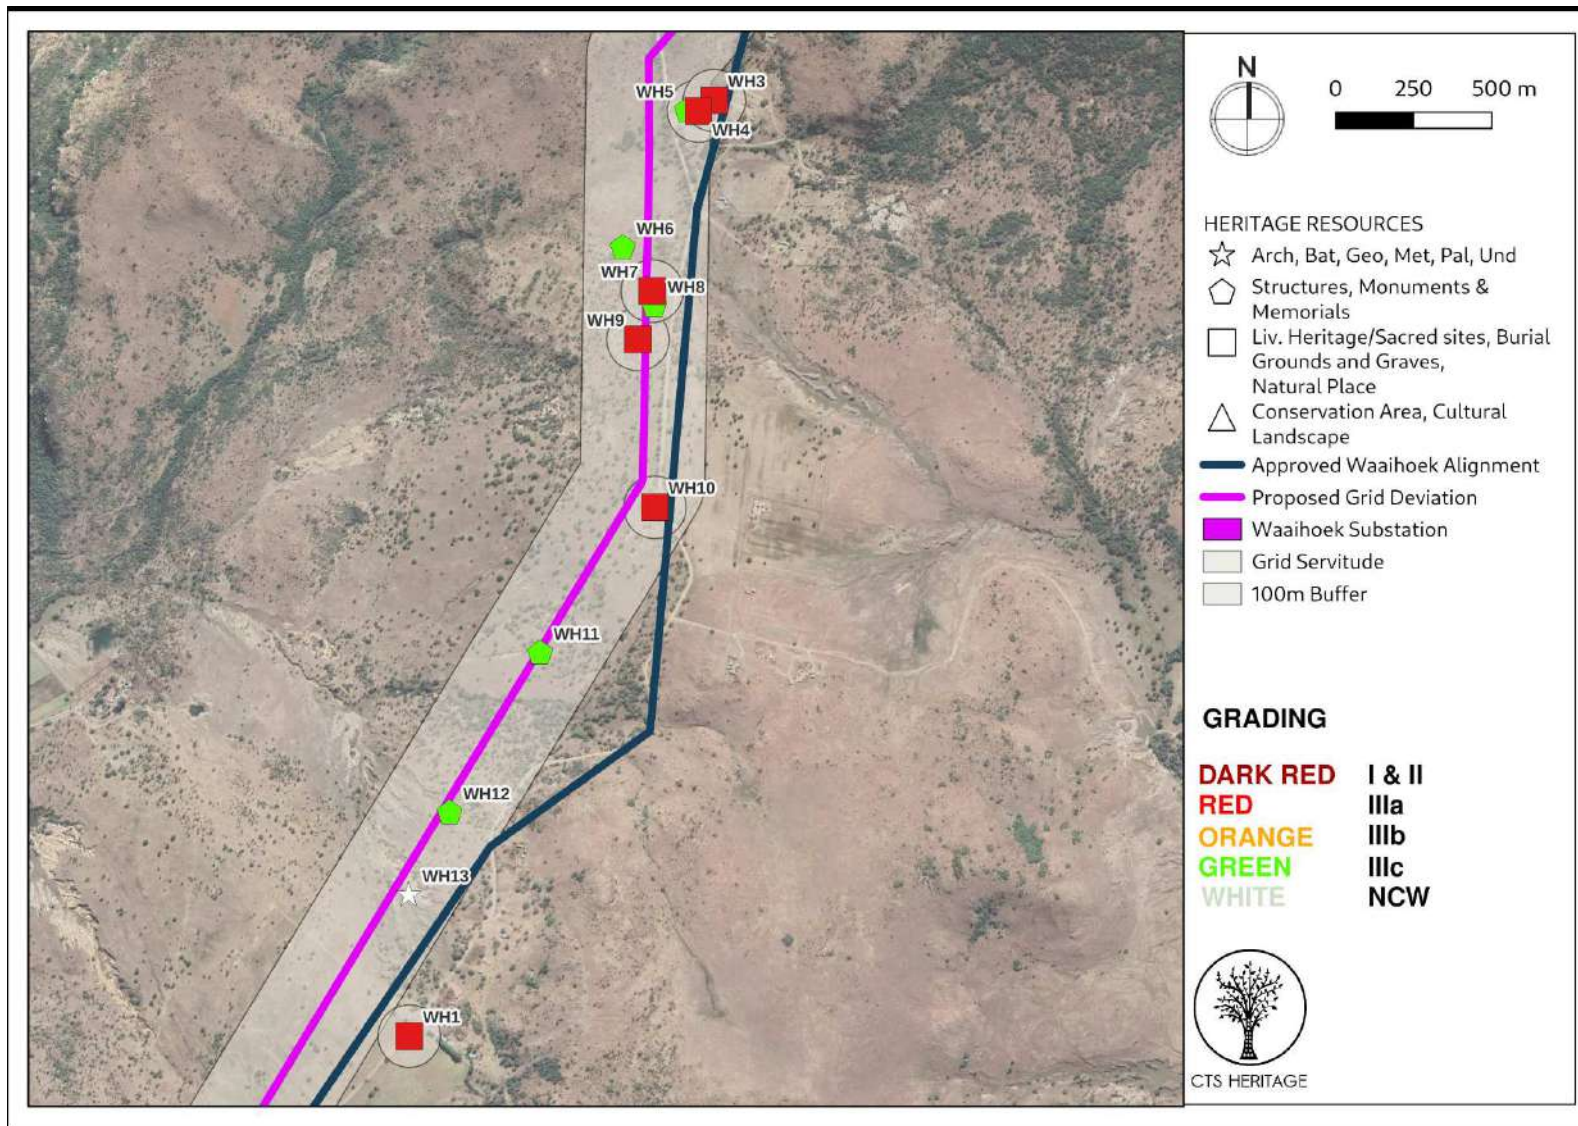 WH3
WH5
WH4
WH6
WH7
WH8
WH9
WH10
WH11
WH12
WH13
WH1
N
0 250 500 m
HERITAGE RESOURCES
Arch, Bat, Geo, Met, Pal, Und
Structures, Monuments &
Memorials
Liv. Heritage/Sacred sites, Burial
Grounds and Graves,
Natural Place
Conservation Area, Cultural
Landscape
Approved Waaihoek Alignment
Proposed Grid Deviation
Waaihoek Substation
Grid Servitude
100m Buffer
GRADING
DARK RED I & II
RED IIIa
ORANGE IIIb
GREEN IIIc
WHITE NCW
CTS HERITAGE